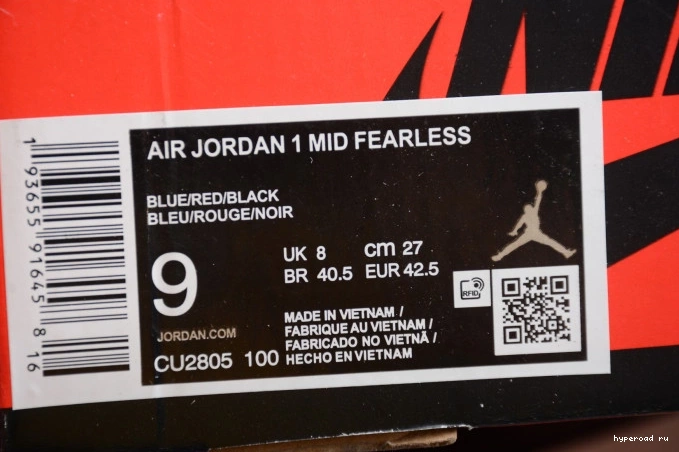 AIR JORDAN 1 MID FEARLESS
BLUE/RED/BLACK
BLEU/ROUGE/NOIR
9
UK 8 cm 27
BR 40.5 EUR 42.5
JORDAN.COM
CU2805 100
MADE IN VIETNAM /
FABRIQUE AU VIETNAM /
FABRICADO NO VIETNÃ /
HECHO EN VIETNAM
RFID
1 93655 91645 8 16
hyperoad ru